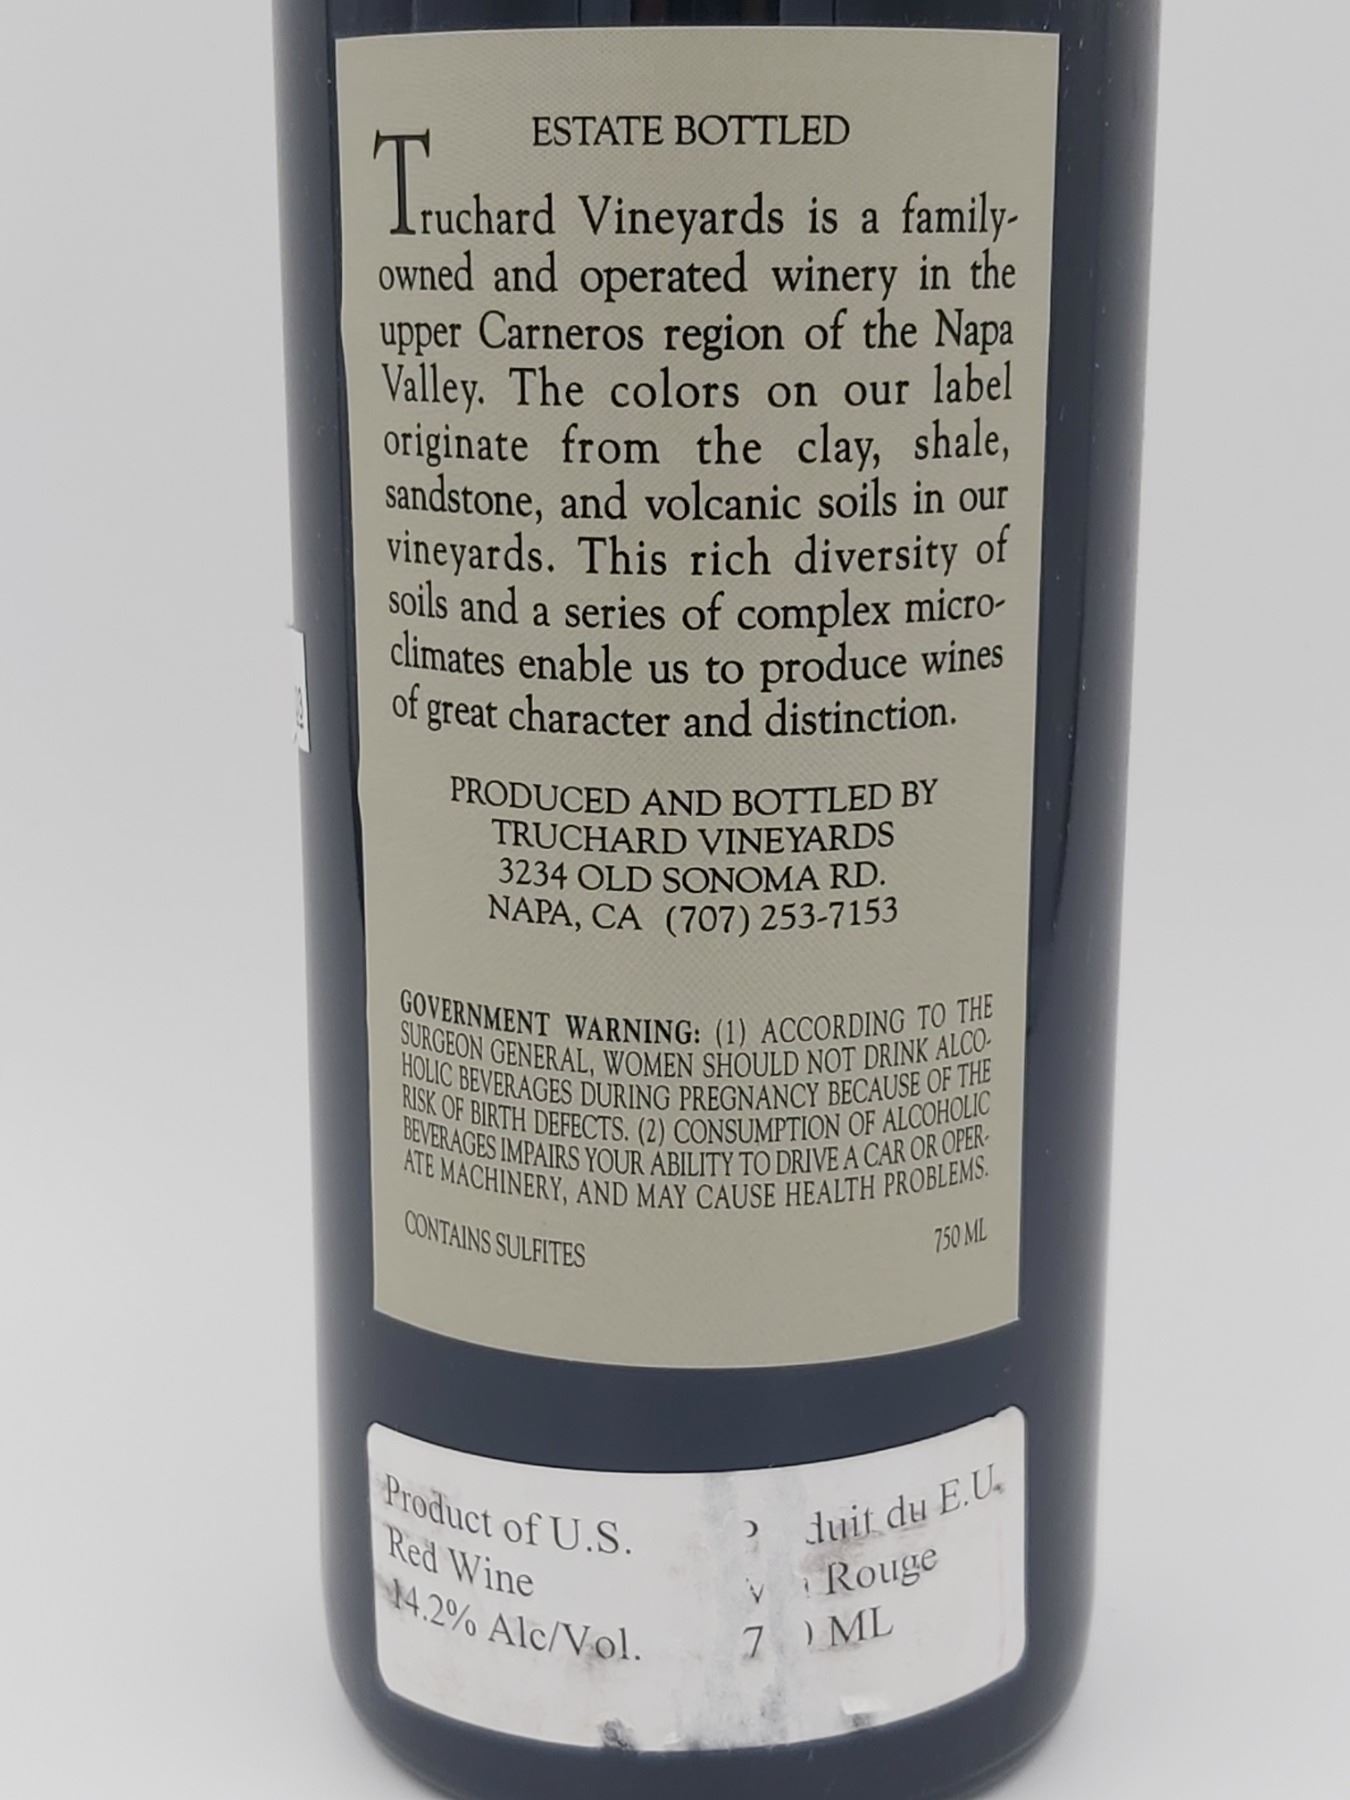 ESTATE BOTTLED
Truchard Vineyards is a family-
owned and operated winery in the
upper Carneros region of the Napa
Valley. The colors on our label
originate from the clay, shale,
sandstone, and volcanic soils in our
vineyards. This rich diversity of
soils and a series of complex micro-
climates enable us to produce wines
of great character and distinction.
PRODUCED AND BOTTLED BY
TRUCHARD VINEYARDS
3234 OLD SONOMA RD.
NAPA, CA (707) 253-7153
GOVERNMENT WARNING: (1) ACCORDING TO THE
SURGEON GENERAL, WOMEN SHOULD NOT DRINK ALCO-
HOLIC BEVERAGES DURING PREGNANCY BECAUSE OF THE
RISK OF BIRTH DEFECTS. (2) CONSUMPTION OF ALCOHOLIC
BEVERAGES IMPAIRS YOUR ABILITY TO DRIVE A CAR OR OPER-
ATE MACHINERY, AND MAY CAUSE HEALTH PROBLEMS.
CONTAINS SULFITES 750 ML
Product of U.S.
Red Wine
14.2% Alc/Vol.
du E.U.
Rouge
ML